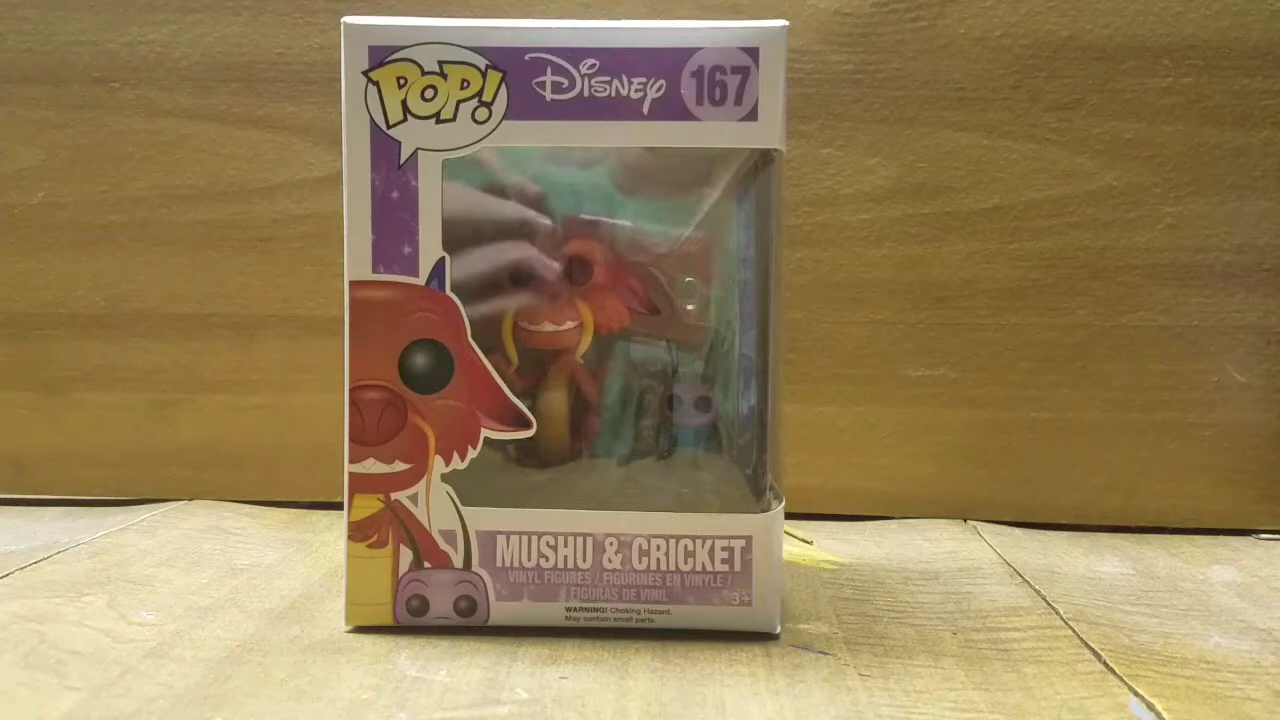 POP!
Disney
167
MUSHU & CRICKET
VINYL FIGURES / FIGURINES EN VINYLE /
FIGURAS DE VINIL
3+
WARNING! Choking Hazard.
May contain small parts.